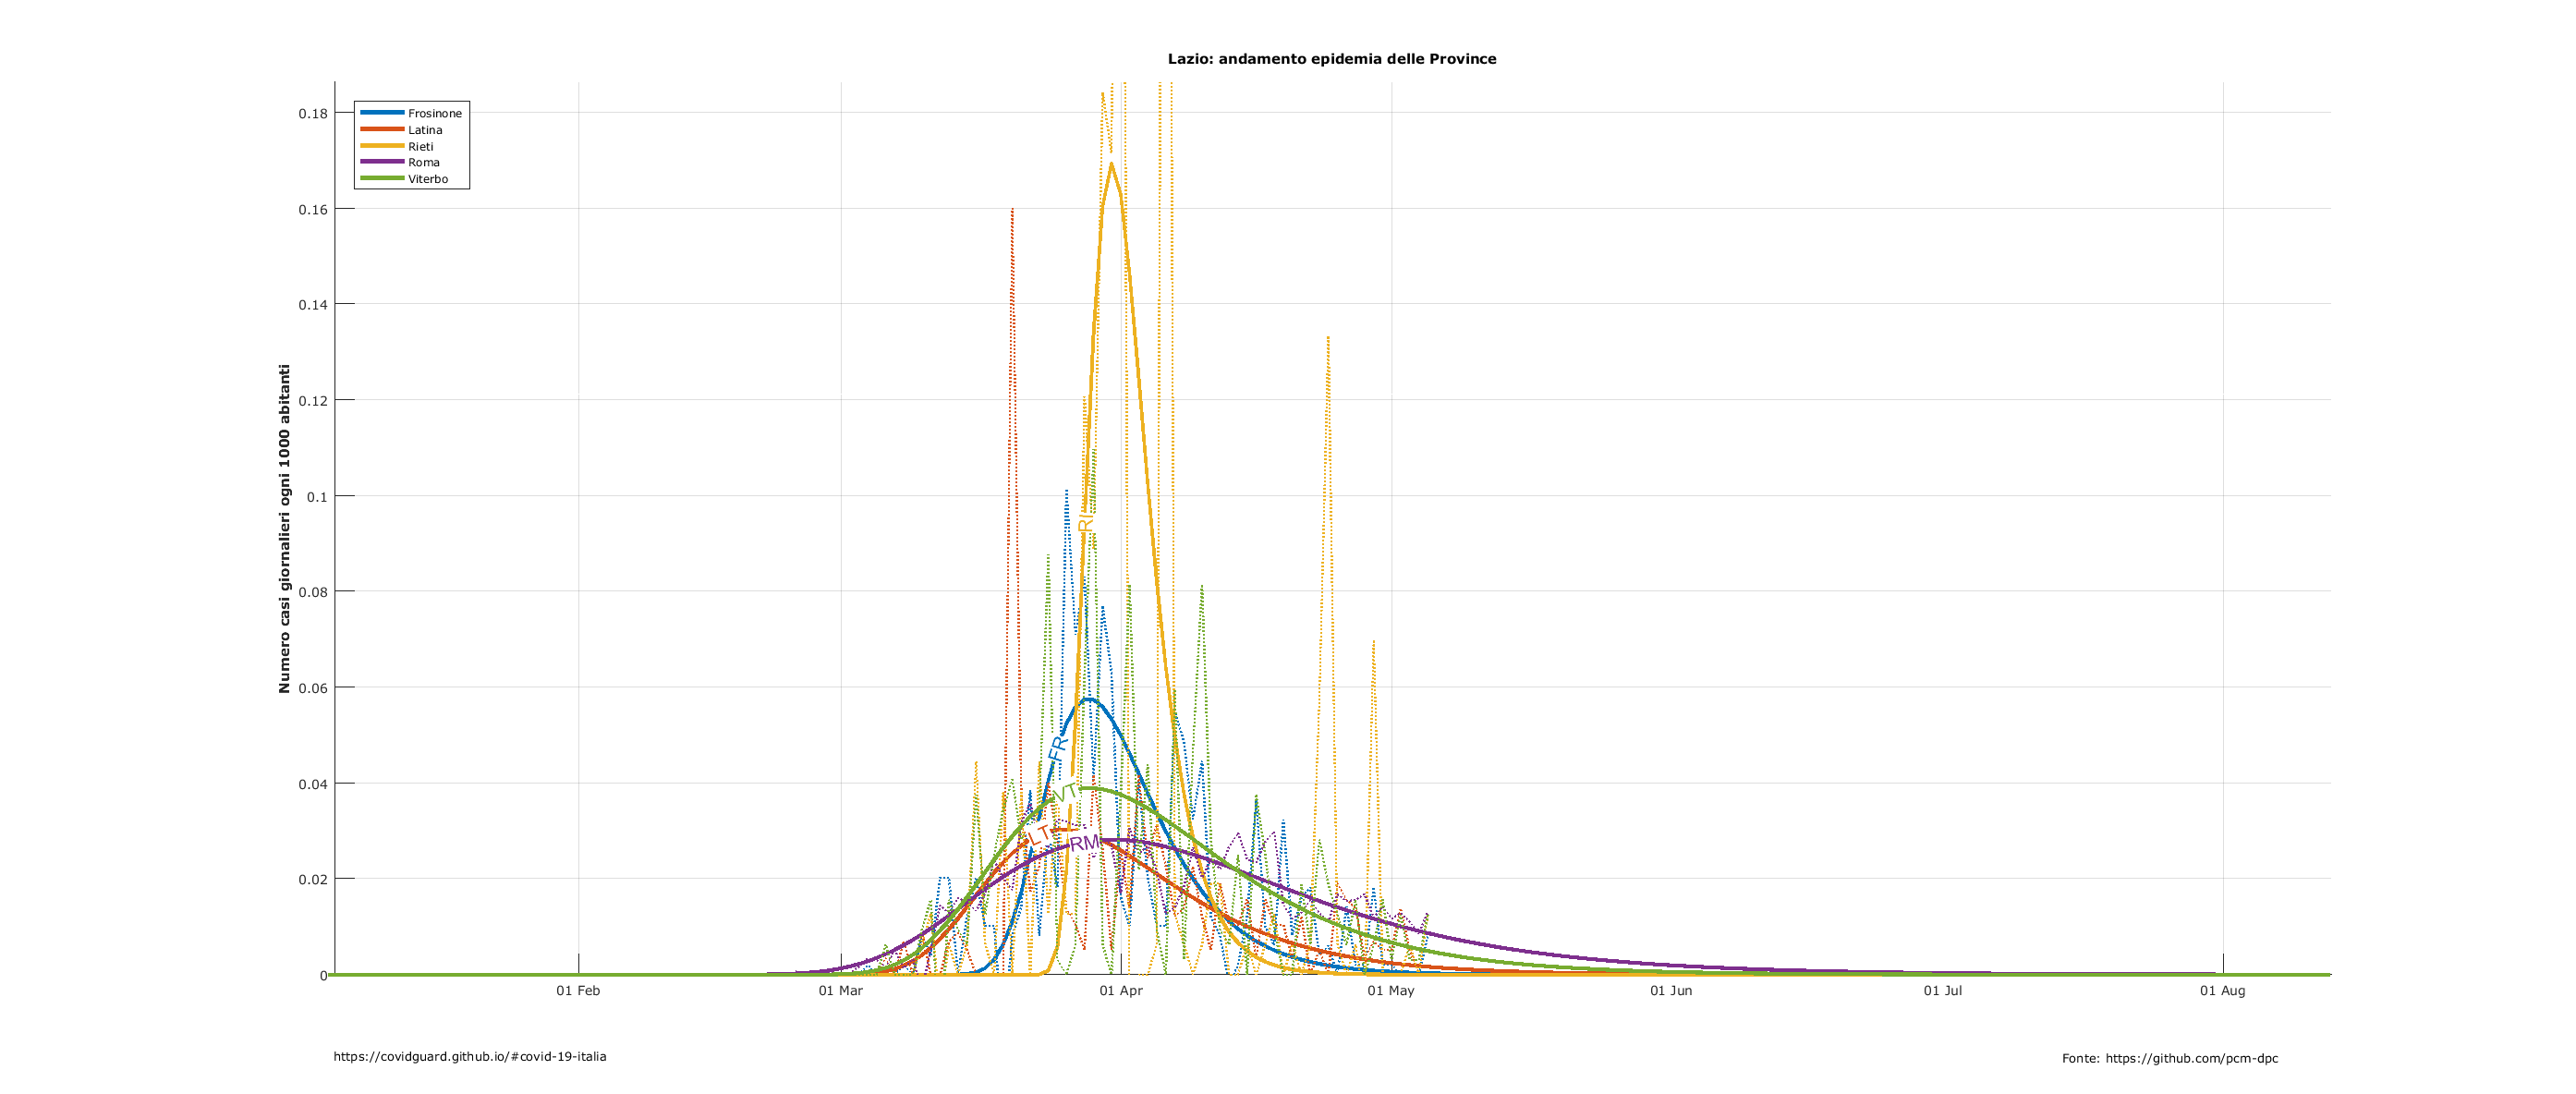 Lazio: andamento epidemia delle Province
Frosinone
Latina
Rieti
Roma
Viterbo
Numero casi giornalieri ogni 1000 abitanti
0.18
0.16
0.14
0.12
0.1
0.08
0.06
0.04
0.02
0
RI
FR
VT
LT
RM
01 Feb
01 Mar
01 Apr
01 May
01 Jun
01 Jul
01 Aug
https://covidguard.github.io/#covid-19-italia
Fonte: https://github.com/pcm-dpc